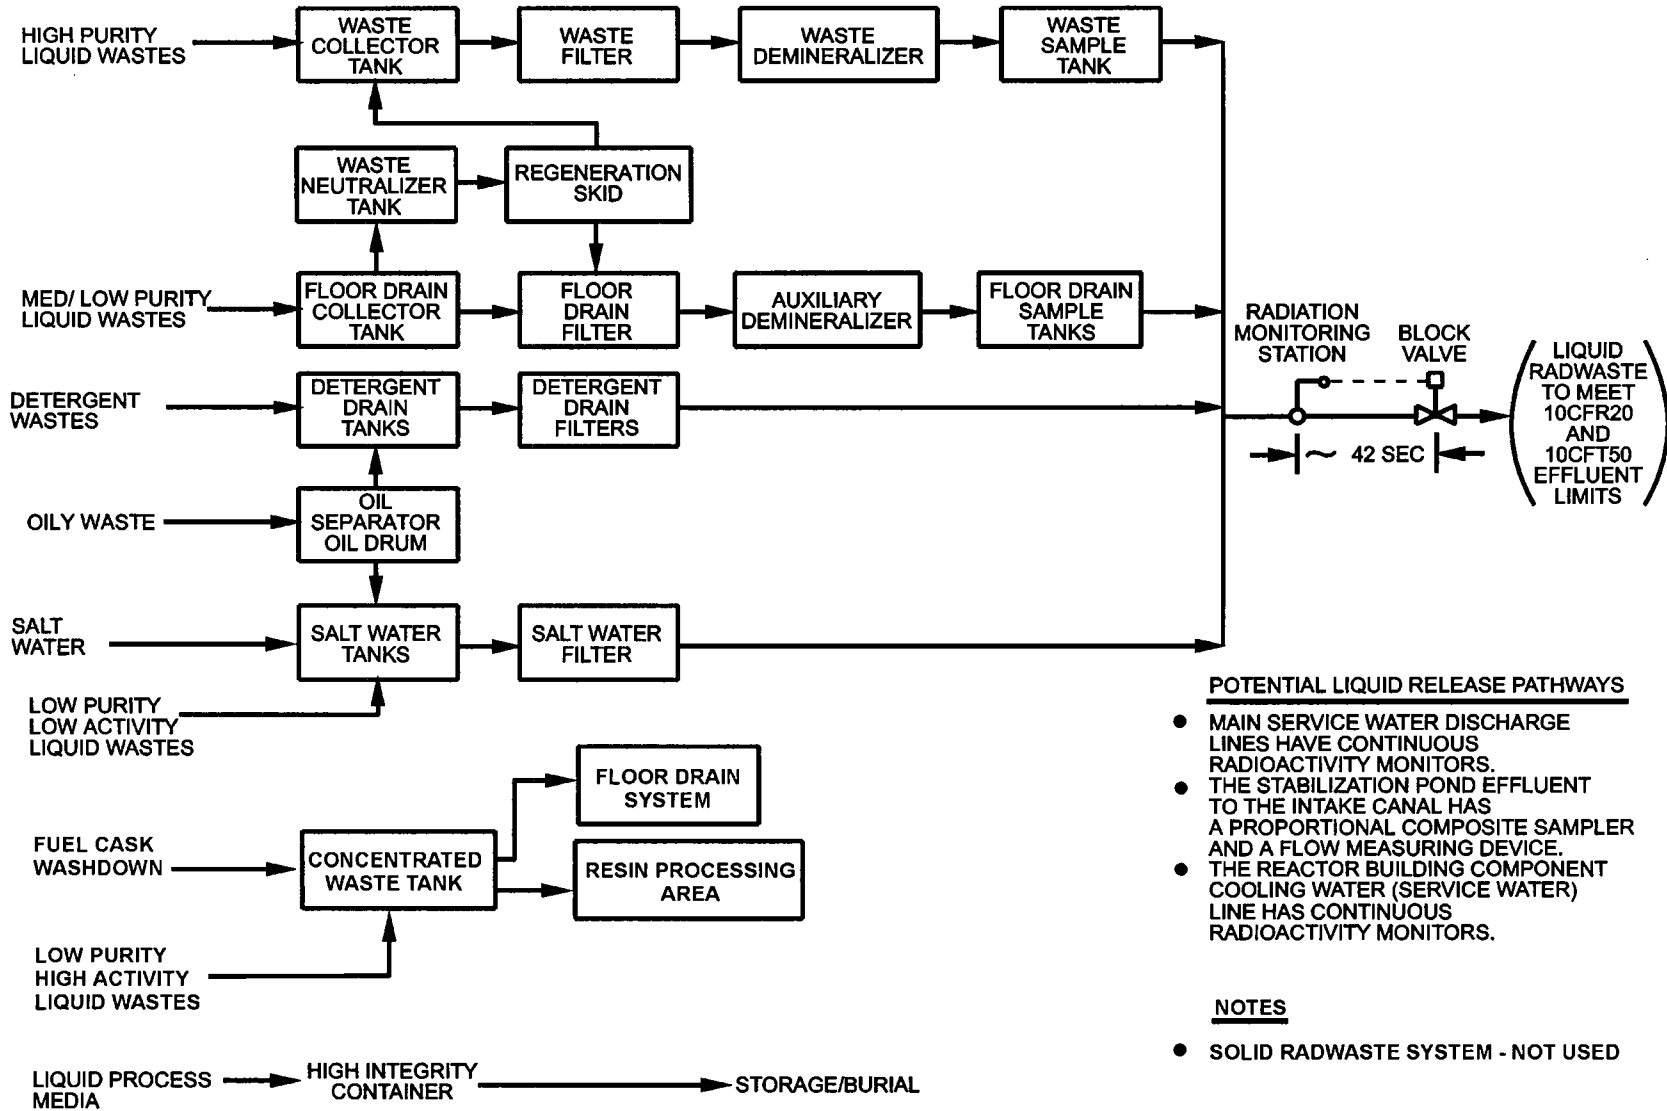 HIGH PURITY
LIQUID WASTES
WASTE
COLLECTOR
TANK
WASTE
FILTER
WASTE
DEMINERALIZER
WASTE
SAMPLE
TANK
WASTE
NEUTRALIZER
TANK
REGENERATION
SKID
MED/ LOW PURITY
LIQUID WASTES
FLOOR DRAIN
COLLECTOR
TANK
FLOOR
DRAIN
FILTER
AUXILIARY
DEMINERALIZER
FLOOR DRAIN
SAMPLE
TANKS
RADIATION
MONITORING
STATION
BLOCK
VALVE
LIQUID
RADWASTE
TO MEET
10CFR20
AND
10CFT50
EFFLUENT
LIMITS
~ 42 SEC
DETERGENT
WASTES
DETERGENT
DRAIN
TANKS
DETERGENT
DRAIN
FILTERS
OILY WASTE
OIL
SEPARATOR
OIL DRUM
SALT
WATER
SALT WATER
TANKS
SALT WATER
FILTER
LOW PURITY
LOW ACTIVITY
LIQUID WASTES
FUEL CASK
WASHDOWN
CONCENTRATED
WASTE TANK
FLOOR DRAIN
SYSTEM
RESIN PROCESSING
AREA
LOW PURITY
HIGH ACTIVITY
LIQUID WASTES
LIQUID PROCESS
MEDIA
HIGH INTEGRITY
CONTAINER
STORAGE/BURIAL
POTENTIAL LIQUID RELEASE PATHWAYS
● MAIN SERVICE WATER DISCHARGE
LINES HAVE CONTINUOUS
RADIOACTIVITY MONITORS.
● THE STABILIZATION POND EFFLUENT
TO THE INTAKE CANAL HAS
A PROPORTIONAL COMPOSITE SAMPLER
AND A FLOW MEASURING DEVICE.
● THE REACTOR BUILDING COMPONENT
COOLING WATER (SERVICE WATER)
LINE HAS CONTINUOUS
RADIOACTIVITY MONITORS.
NOTES
● SOLID RADWASTE SYSTEM - NOT USED